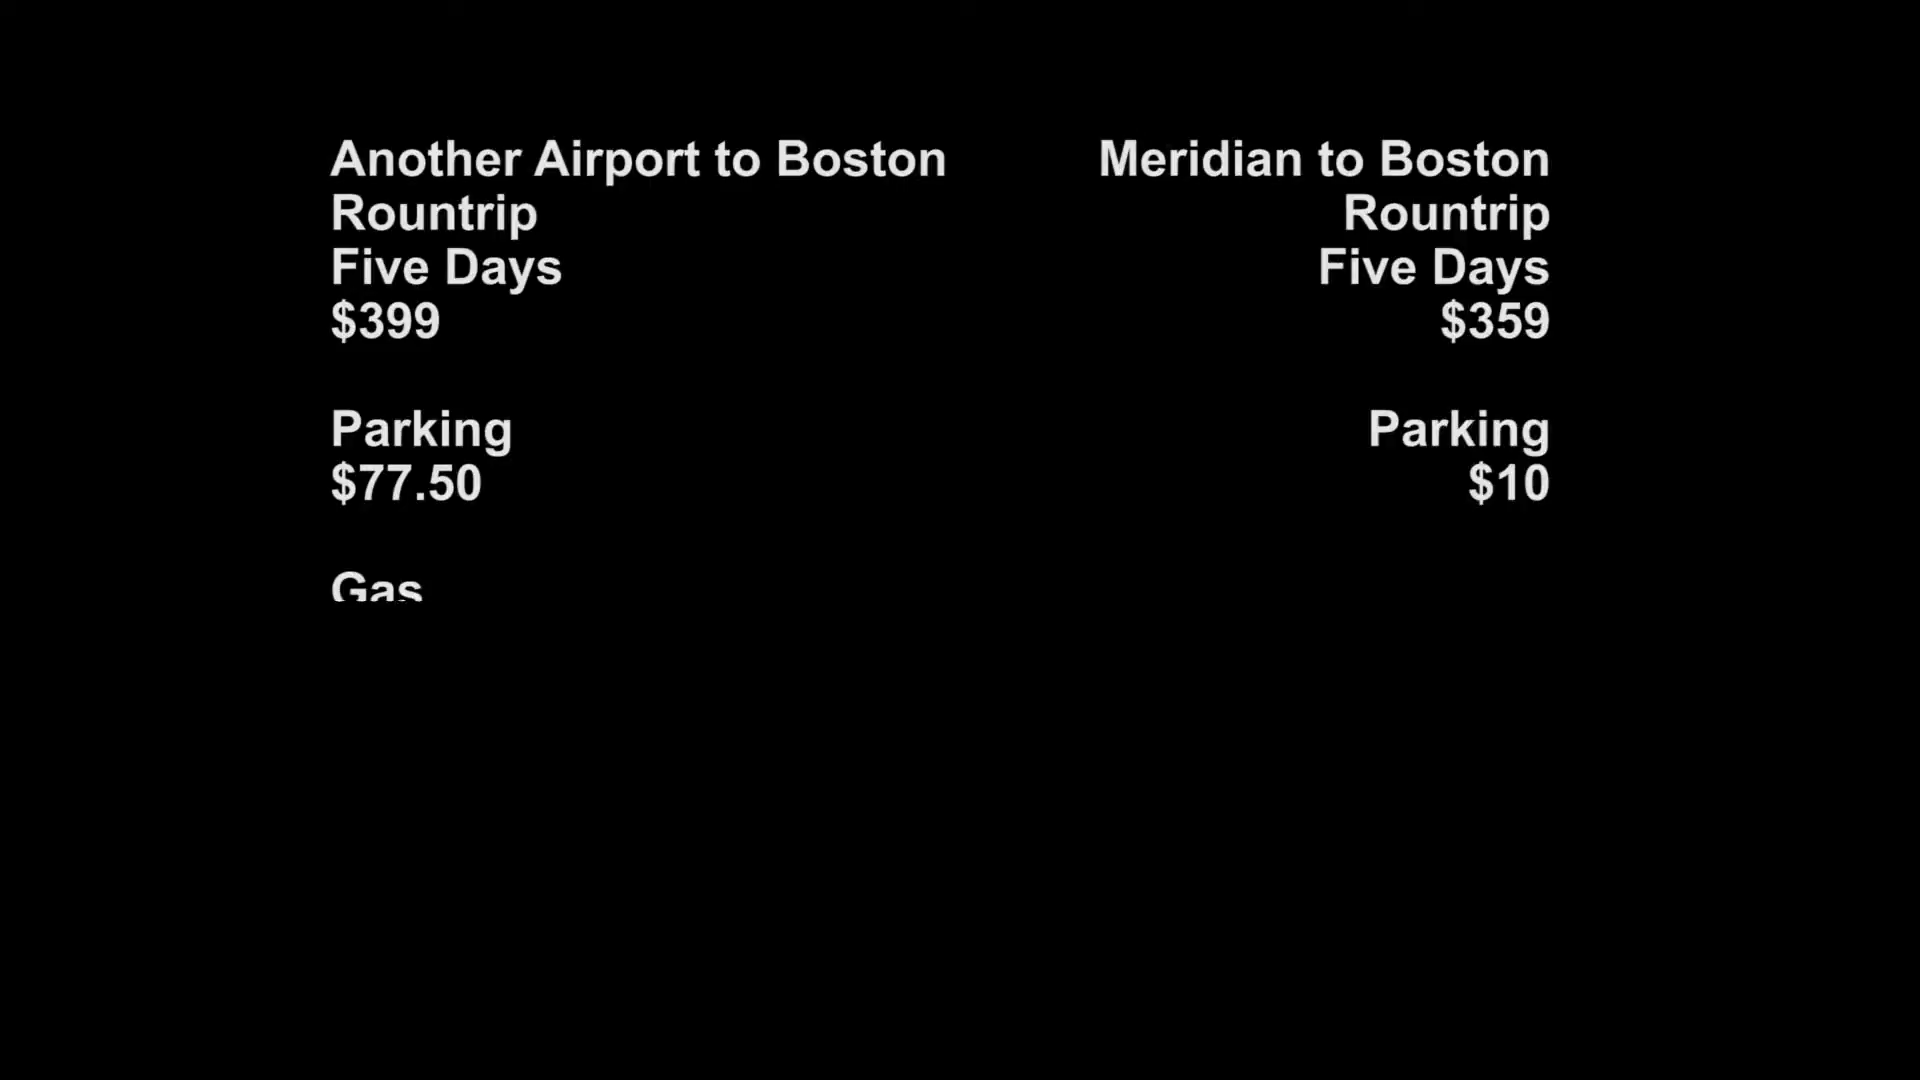 Another Airport to Boston
Rountrip
Five Days
$399
Parking
$77.50
Gas
Meridian to Boston
Rountrip
Five Days
$359
Parking
$10